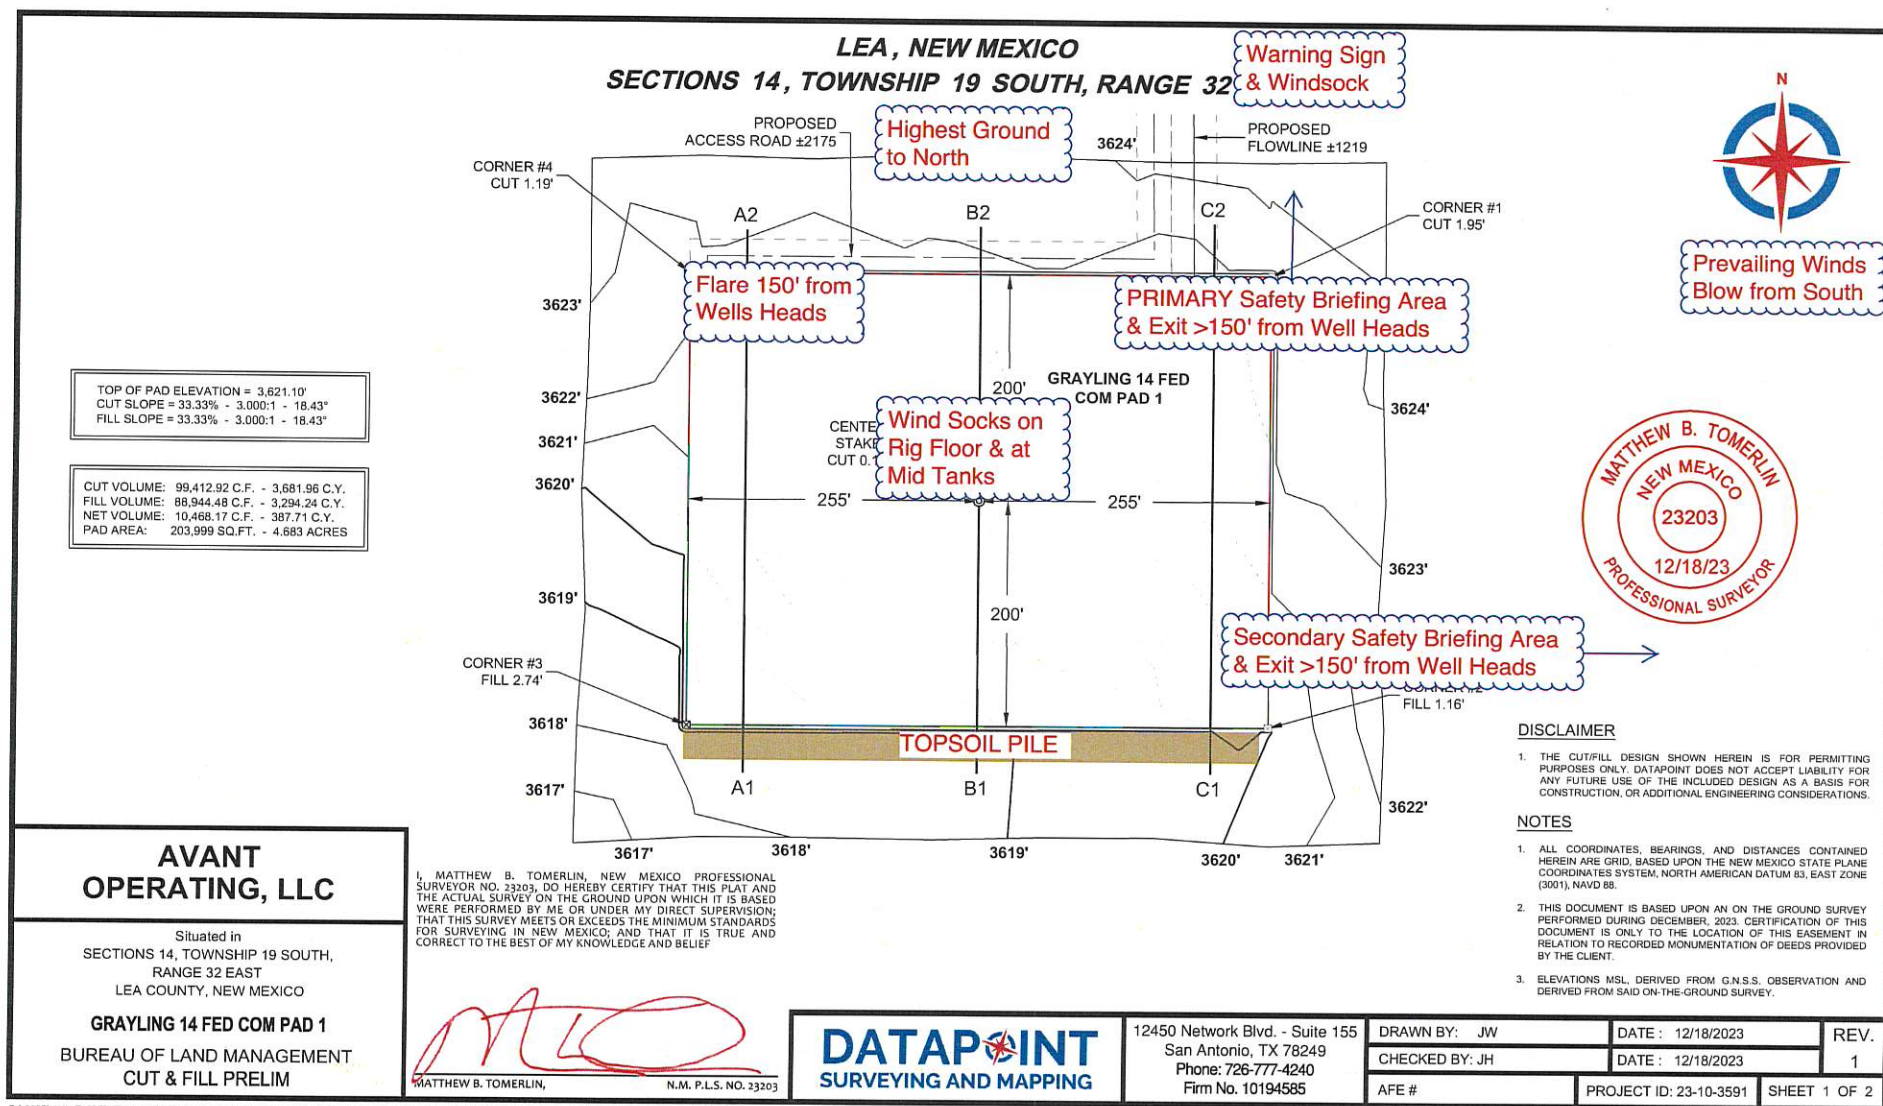 LEA, NEW MEXICO
SECTIONS 14, TOWNSHIP 19 SOUTH, RANGE 32
Warning Sign
& Windsock
N
Highest Ground
to North
PROPOSED
ACCESS ROAD ±2175
3624'
PROPOSED
FLOWLINE ±1219
CORNER #4
CUT 1.19'
A2
B2
C2
CORNER #1
CUT 1.95'
Prevailing Winds
Blow from South
Flare 150' from
Wells Heads
PRIMARY Safety Briefing Area
& Exit >150' from Well Heads
3623'
3622'
3621'
3620'
3619'
3618'
3617'
200'
GRAYLING 14 FED
COM PAD 1
3624'
TOP OF PAD ELEVATION = 3,621.10'
CUT SLOPE = 33.33% - 3.000:1 - 18.43°
FILL SLOPE = 33.33% - 3.000:1 - 18.43°
CUT VOLUME: 99,412.92 C.F. - 3,681.96 C.Y.
FILL VOLUME: 88,944.48 C.F. - 3,294.24 C.Y.
NET VOLUME: 10,468.17 C.F. - 387.71 C.Y.
PAD AREA: 203,999 SQ.FT. - 4.683 ACRES
Wind Socks on
Rig Floor & at
Mid Tanks
CUT 0.1
255'
255'
200'
MATTHEW B. TOMERLIN
NEW MEXICO
23203
12/18/23
PROFESSIONAL SURVEYOR
3623'
Secondary Safety Briefing Area
& Exit >150' from Well Heads
FILL 1.16'
CORNER #3
FILL 2.74'
TOPSOIL PILE
A1
B1
C1
3622'
3617'
3618'
3619'
3620'
3621'
DISCLAIMER
1. THE CUT/FILL DESIGN SHOWN HEREIN IS FOR PERMITTING
PURPOSES ONLY. DATAPOINT DOES NOT ACCEPT LIABILITY FOR
ANY FUTURE USE OF THE INCLUDED DESIGN AS A BASIS FOR
CONSTRUCTION, OR ADDITIONAL ENGINEERING CONSIDERATIONS.
NOTES
1. ALL COORDINATES, BEARINGS, AND DISTANCES CONTAINED
HEREIN ARE GRID, BASED UPON THE NEW MEXICO STATE PLANE
COORDINATES SYSTEM, NORTH AMERICAN DATUM 83, EAST ZONE
(3001), NAVD 88.
2. THIS DOCUMENT IS BASED UPON AN ON THE GROUND SURVEY
PERFORMED DURING DECEMBER, 2023. CERTIFICATION OF THIS
DOCUMENT IS ONLY TO THE LOCATION OF THIS EASEMENT IN
RELATION TO RECORDED MONUMENTATION OF DEEDS PROVIDED
BY THE CLIENT.
3. ELEVATIONS MSL, DERIVED FROM G.N.S.S. OBSERVATION AND
DERIVED FROM SAID ON-THE-GROUND SURVEY.
AVANT
OPERATING, LLC
Situated in
SECTIONS 14, TOWNSHIP 19 SOUTH,
RANGE 32 EAST
LEA COUNTY, NEW MEXICO
GRAYLING 14 FED COM PAD 1
BUREAU OF LAND MANAGEMENT
CUT & FILL PRELIM
I, MATTHEW B. TOMERLIN, NEW MEXICO PROFESSIONAL
SURVEYOR NO. 23203, DO HEREBY CERTIFY THAT THIS PLAT AND
THE ACTUAL SURVEY ON THE GROUND UPON WHICH IT IS BASED
WERE PERFORMED BY ME OR UNDER MY DIRECT SUPERVISION;
THAT THIS SURVEY MEETS OR EXCEEDS THE MINIMUM STANDARDS
FOR SURVEYING IN NEW MEXICO; AND THAT IT IS TRUE AND
CORRECT TO THE BEST OF MY KNOWLEDGE AND BELIEF
MATTHEW B. TOMERLIN, N.M. P.L.S. NO. 23203
DATAPOINT
SURVEYING AND MAPPING
12450 Network Blvd. - Suite 155
San Antonio, TX 78249
Phone: 726-777-4240
Firm No. 10194585
DRAWN BY: JW
DATE : 12/18/2023
REV.
1
CHECKED BY: JH
DATE : 12/18/2023
AFE #
PROJECT ID: 23-10-3591
SHEET 1 OF 2